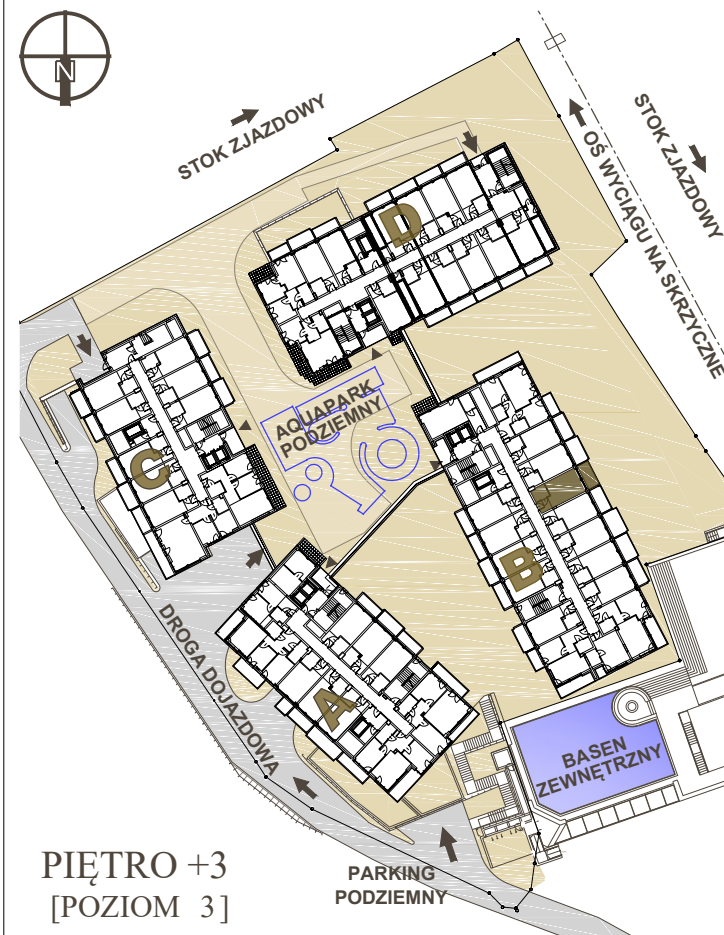 N
STOK ZJAZDOWY
STOK ZJAZDOWY
OŚ WYCIĄGU NA SKRZYCZNE
D
AQUAPARK
PODZIEMNY
C
B
A
DROGA DOJAZDOWA
BASEN
ZEWNĘTRZNY
PARKING
PODZIEMNY
PIĘTRO +3
[POZIOM 3]